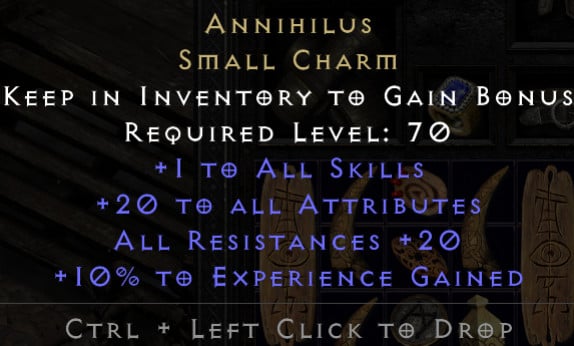 Annihilus
Small Charm
Keep in Inventory to Gain Bonus
Required Level: 70
+1 to All Skills
+20 to all Attributes
All Resistances +20
+10% to Experience Gained
Ctrl + Left Click to Drop